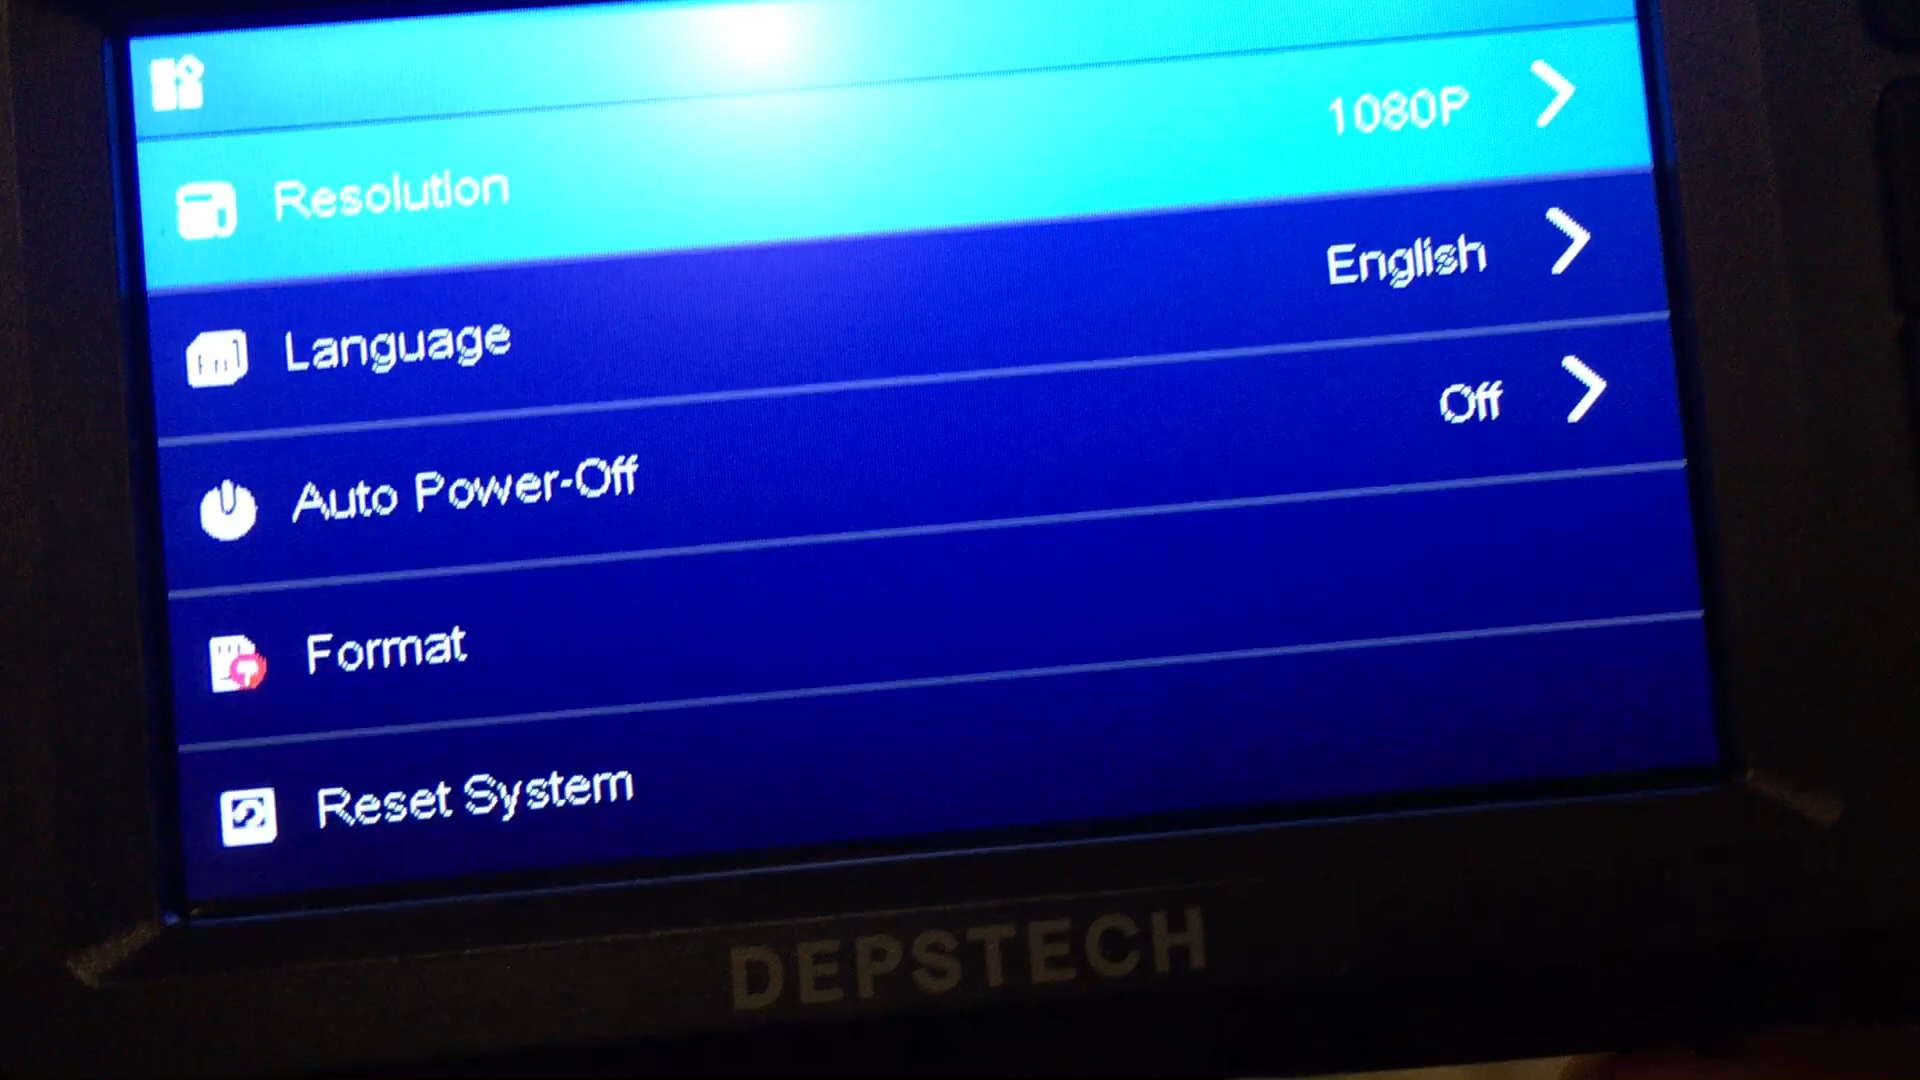 Resolution 1080P
Language English
Auto Power-Off Off
Format
Reset System
DEPSTECH